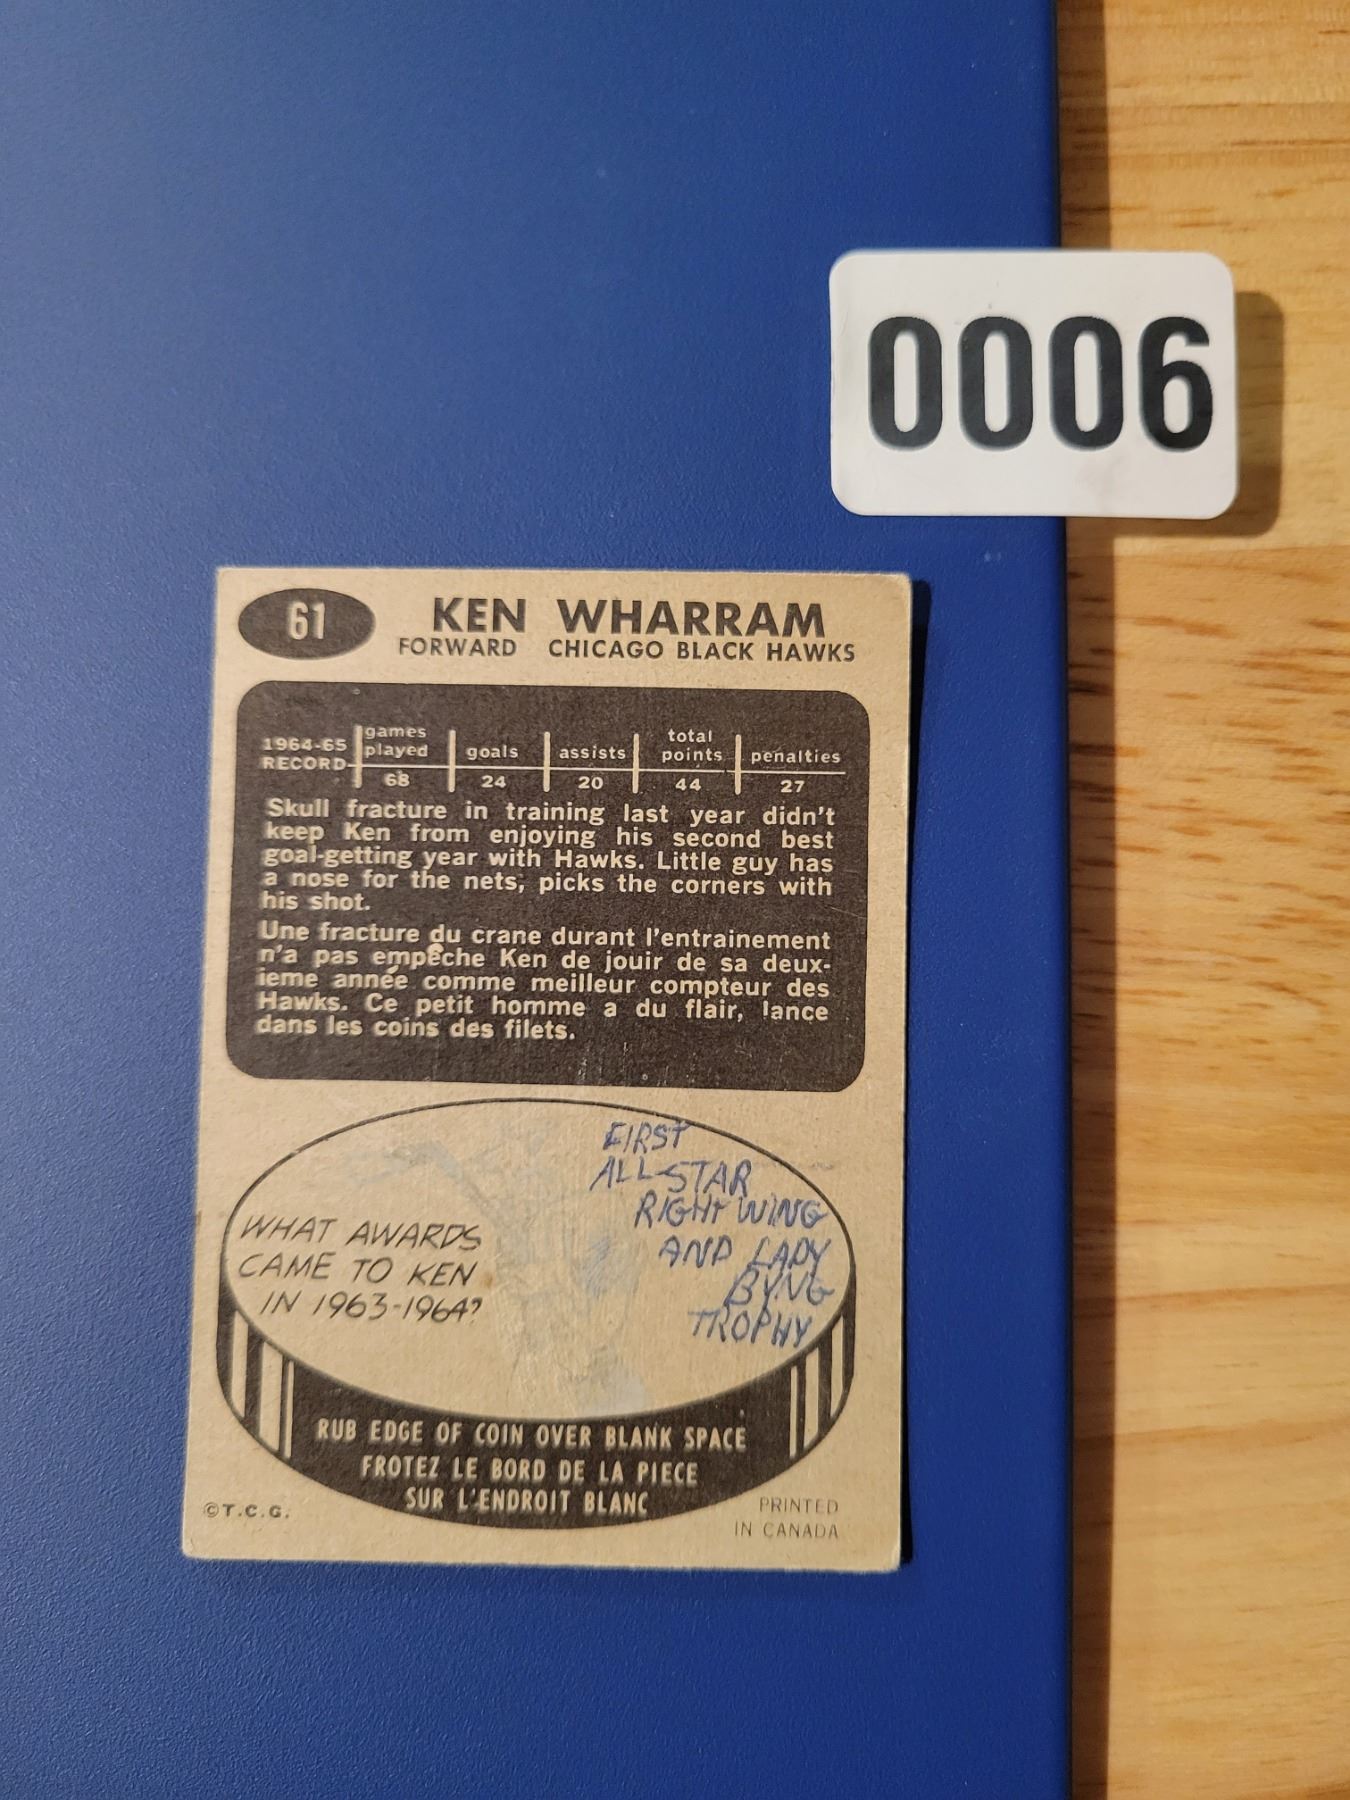 0006
61
KEN WHARRAM
FORWARD CHICAGO BLACK HAWKS
1964-65 RECORD games played goals assists total points penalties
68 24 20 44 27
Skull fracture in training last year didn't
keep Ken from enjoying his second best
goal-getting year with Hawks. Little guy has
a nose for the nets, picks the corners with
his shot.
Une fracture du crane durant l'entrainement
n'a pas empêche Ken de jouir de sa deux-
ieme année comme meilleur compteur des
Hawks. Ce petit homme a du flair, lance
dans les coins des filets.
WHAT AWARDS
CAME TO KEN
IN 1963-1964?
FIRST
ALL-STAR
RIGHT WING
AND LADY
BYNG
TROPHY
RUB EDGE OF COIN OVER BLANK SPACE
FROTEZ LE BORD DE LA PIECE
SUR L'ENDROIT BLANC
©T.C.G.
PRINTED
IN CANADA